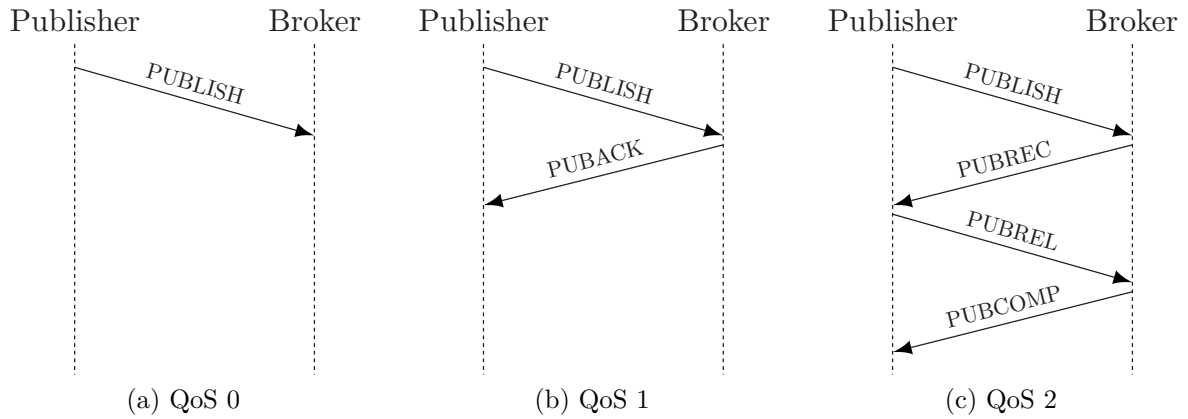 Publisher Broker Publisher Broker Publisher Broker
PUBLISH PUBLISH PUBLISH
PUBACK PUBREC
PUBREL
PUBCOMP
(a) QoS 0 (b) QoS 1 (c) QoS 2